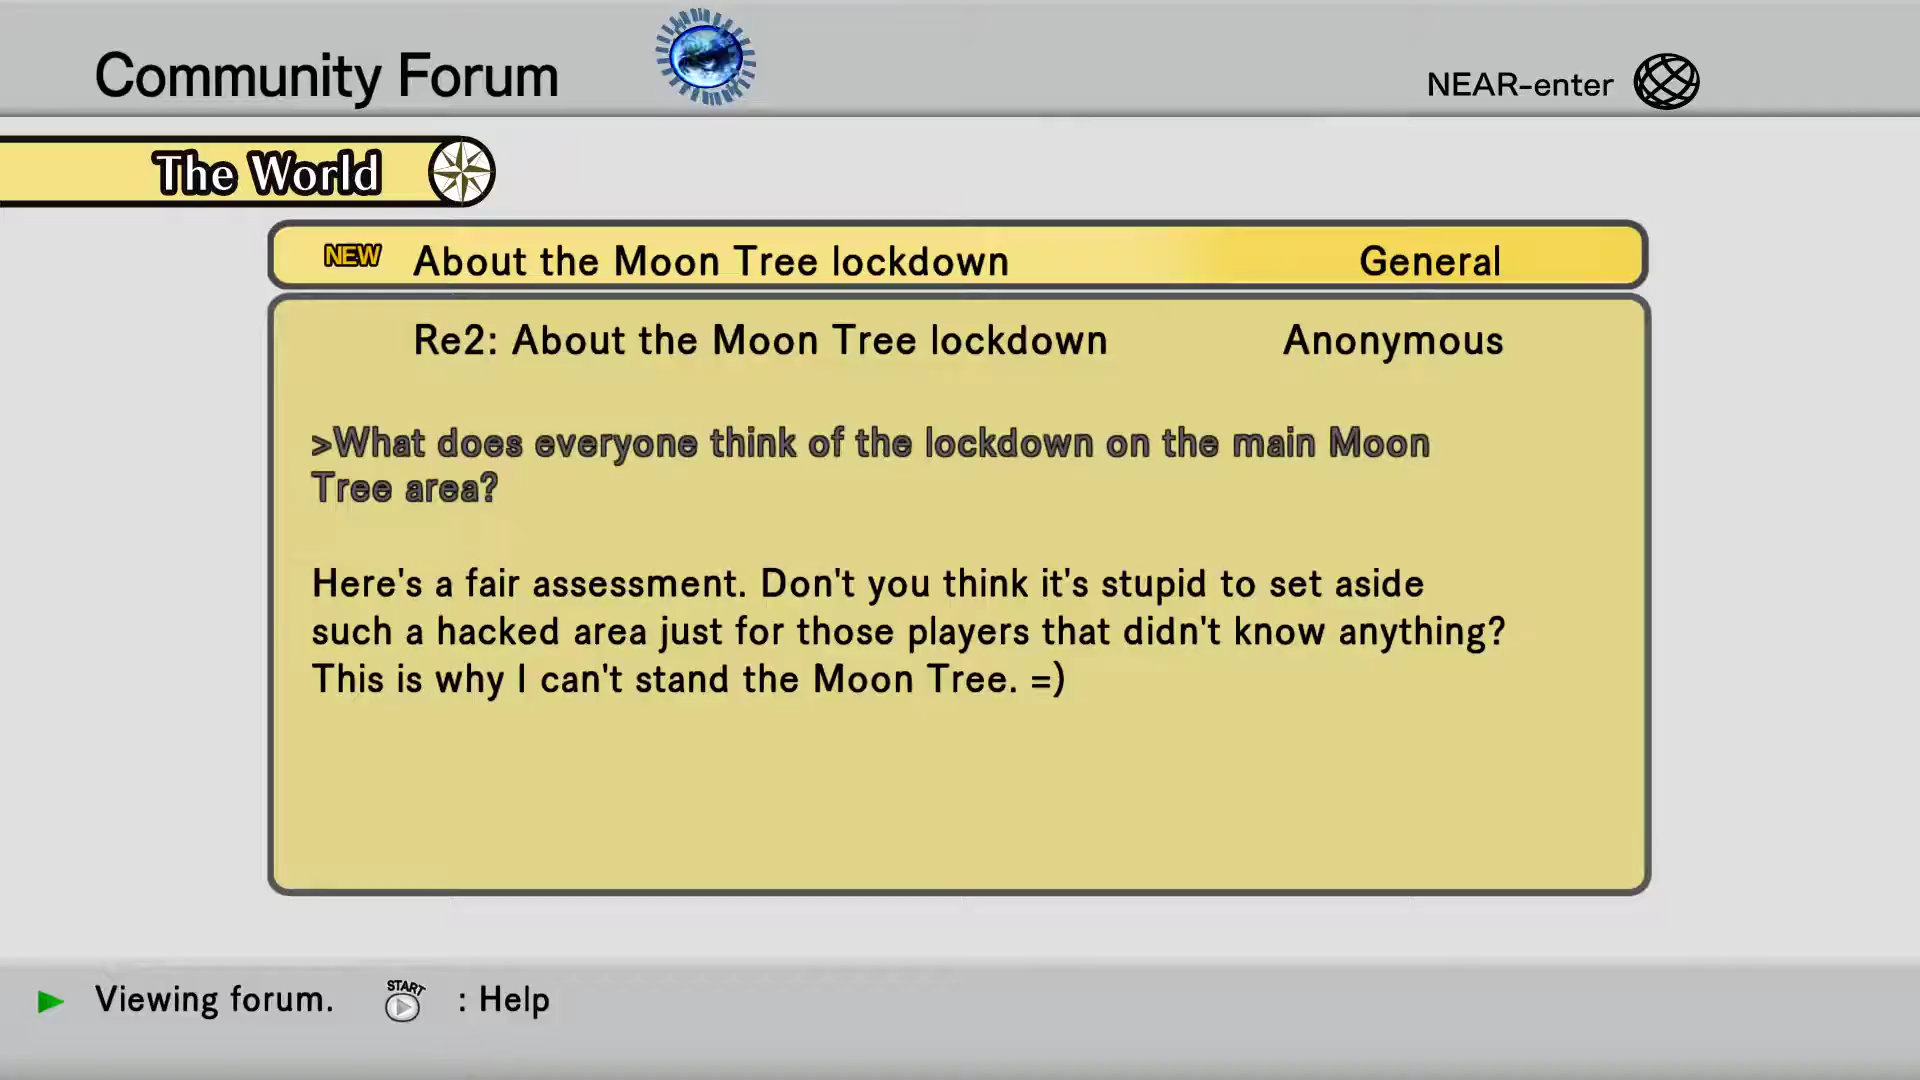 Community Forum
NEAR-enter
The World
NEW About the Moon Tree lockdown General
Re2: About the Moon Tree lockdown Anonymous
>What does everyone think of the lockdown on the main Moon
Tree area?
Here's a fair assessment. Don't you think it's stupid to set aside
such a hacked area just for those players that didn't know anything?
This is why I can't stand the Moon Tree. =)
Viewing forum. START : Help